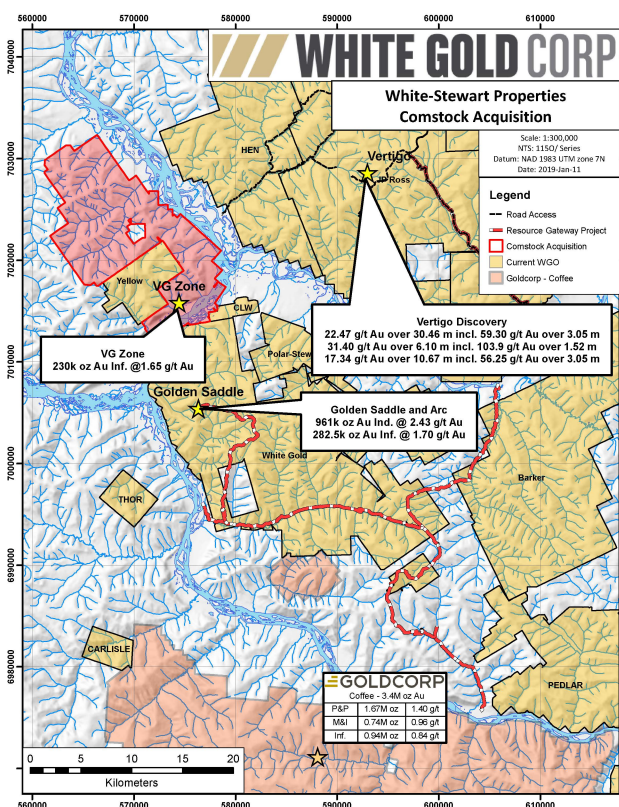 560000 570000 580000 590000 600000 610000
7040000
WHITE GOLD CORP
White-Stewart Properties
Comstock Acquisition
Scale: 1:300,000
NTS: 115O/ Series
Datum: NAD 1983 UTM zone 7N
Date: 2019-Jan-11
Legend
Road Access
Resource Gateway Project
Comstock Acquisition
Current WGO
Goldcorp - Coffee
HEN
Vertigo
JP Ross
7030000
7020000
Yellow
VG Zone
CLW
Vertigo Discovery
22.47 g/t Au over 30.46 m incl. 59.30 g/t Au over 3.05 m
31.40 g/t Au over 6.10 m incl. 103.9 g/t Au over 1.52 m
17.34 g/t Au over 10.67 m incl. 56.25 g/t Au over 3.05 m
VG Zone
230k oz Au Inf. @1.65 g/t Au
Polar-Stew
7010000
Golden Saddle
Golden Saddle and Arc
961k oz Au Ind. @ 2.43 g/t Au
282.5k oz Au Inf. @ 1.70 g/t Au
White Gold
7000000
Barker
THOR
6990000
CARLISLE
6980000
PEDLAR
GOLDCORP
Coffee - 3.4M oz Au
P&P 1.67M oz 1.40 g/t
M&I 0.74M oz 0.96 g/t
Inf. 0.94M oz 0.84 g/t
0 5 10 15 20
Kilometers
560000 570000 580000 590000 600000 610000